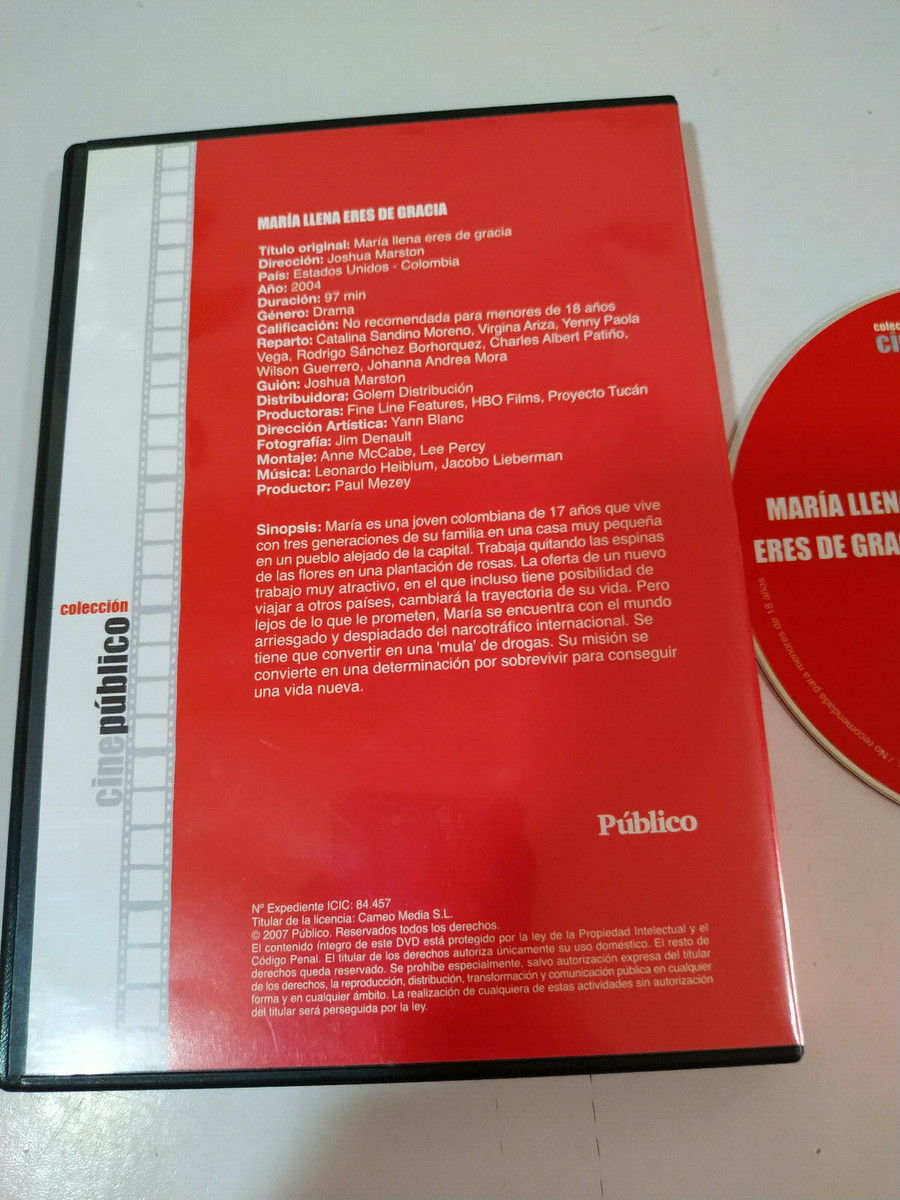 MARÍA LLENA ERES DE GRACIA
Título original: María llena eres de gracia
Dirección: Joshua Marston
País: Estados Unidos - Colombia
Año: 2004
Duración: 97 min
Género: Drama
Calificación: No recomendada para menores de 18 años
Reparto: Catalina Sandino Moreno, Virgina Ariza, Yenny Paola
Vega, Rodrigo Sánchez Borhorquez, Charles Albert Patiño,
Wilson Guerrero, Johanna Andrea Mora
Guión: Joshua Marston
Distribuidora: Golem Distribución
Productoras: Fine Line Features, HBO Films, Proyecto Tucán
Dirección Artística: Yann Blanc
Fotografía: Jim Denault
Montaje: Anne McCabe, Lee Percy
Música: Leonardo Heiblum, Jacobo Lieberman
Productor: Paul Mezey
Sinopsis: María es una joven colombiana de 17 años que vive
con tres generaciones de su familia en una casa muy pequeña
en un pueblo alejado de la capital. Trabaja quitando las espinas
de las flores en una plantación de rosas. La oferta de un nuevo
trabajo muy atractivo, en el que incluso tiene posibilidad de
viajar a otros países, cambiará la trayectoria de su vida. Pero
lejos de lo que le prometen, María se encuentra con el mundo
arriesgado y despiadado del narcotráfico internacional. Se
tiene que convertir en una 'mula' de drogas. Su misión se
convierte en una determinación por sobrevivir para conseguir
una vida nueva.
colección
cinepúblico
Público
Nº Expediente ICIC: 84.457
Titular de la licencia: Cameo Media S.L.
© 2007 Público. Reservados todos los derechos.
El contenido íntegro de este DVD está protegido por la ley de la Propiedad Intelectual y el
Código Penal. El titular de los derechos autoriza únicamente su uso doméstico. El resto de
derechos queda reservado. Se prohíbe especialmente, salvo autorización expresa del titular
de los derechos, la reproducción, distribución, transformación y comunicación pública en cualquier
forma y en cualquier ámbito. La realización de cualquiera de estas actividades sin autorización
del titular será perseguida por la ley.
MARÍA LLENA
ERES DE GRA
No recomendada para menores de 18 años